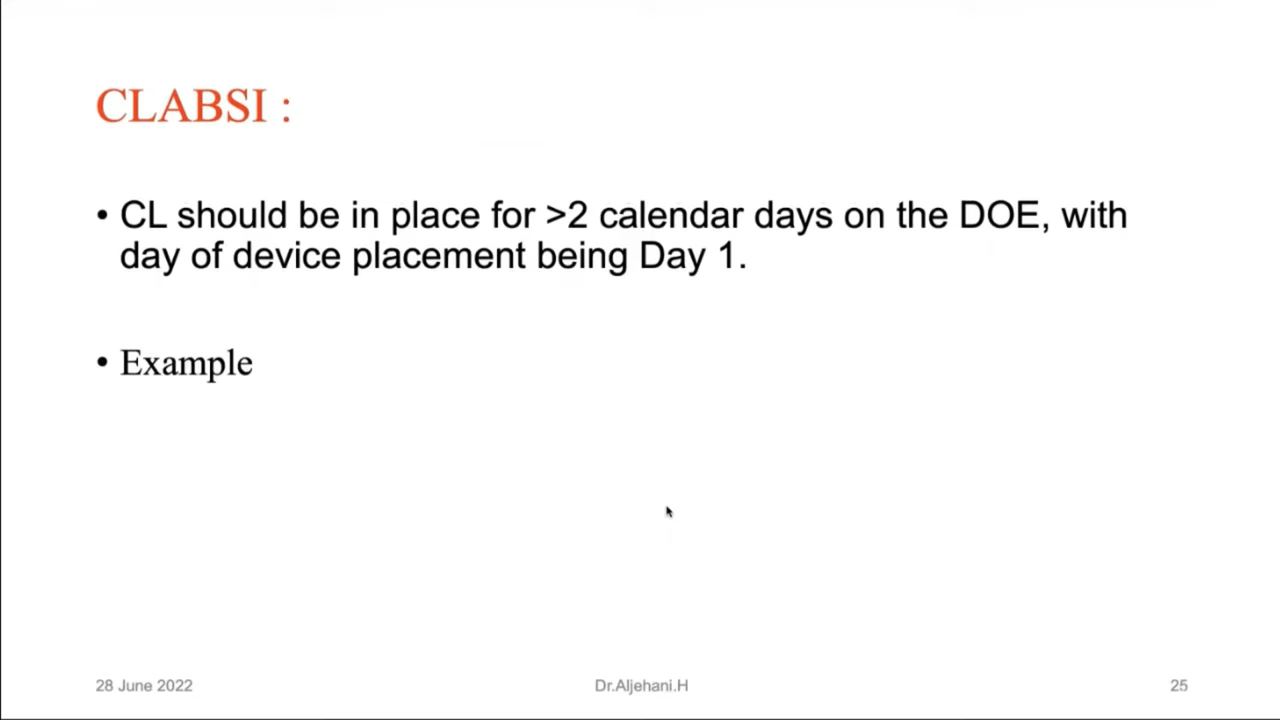 CLABSI :
• CL should be in place for >2 calendar days on the DOE, with
day of device placement being Day 1.
• Example
28 June 2022
Dr.Aljehani.H
25